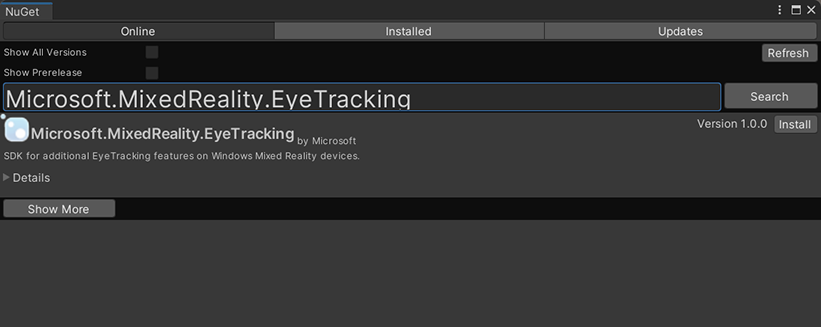 NuGet
Online Installed Updates
Show All Versions Refresh
Show Prerelease
Microsoft.MixedReality.EyeTracking Search
Microsoft.MixedReality.EyeTracking by Microsoft Version 1.0.0 Install
SDK for additional EyeTracking features on Windows Mixed Reality devices.
Details
Show More